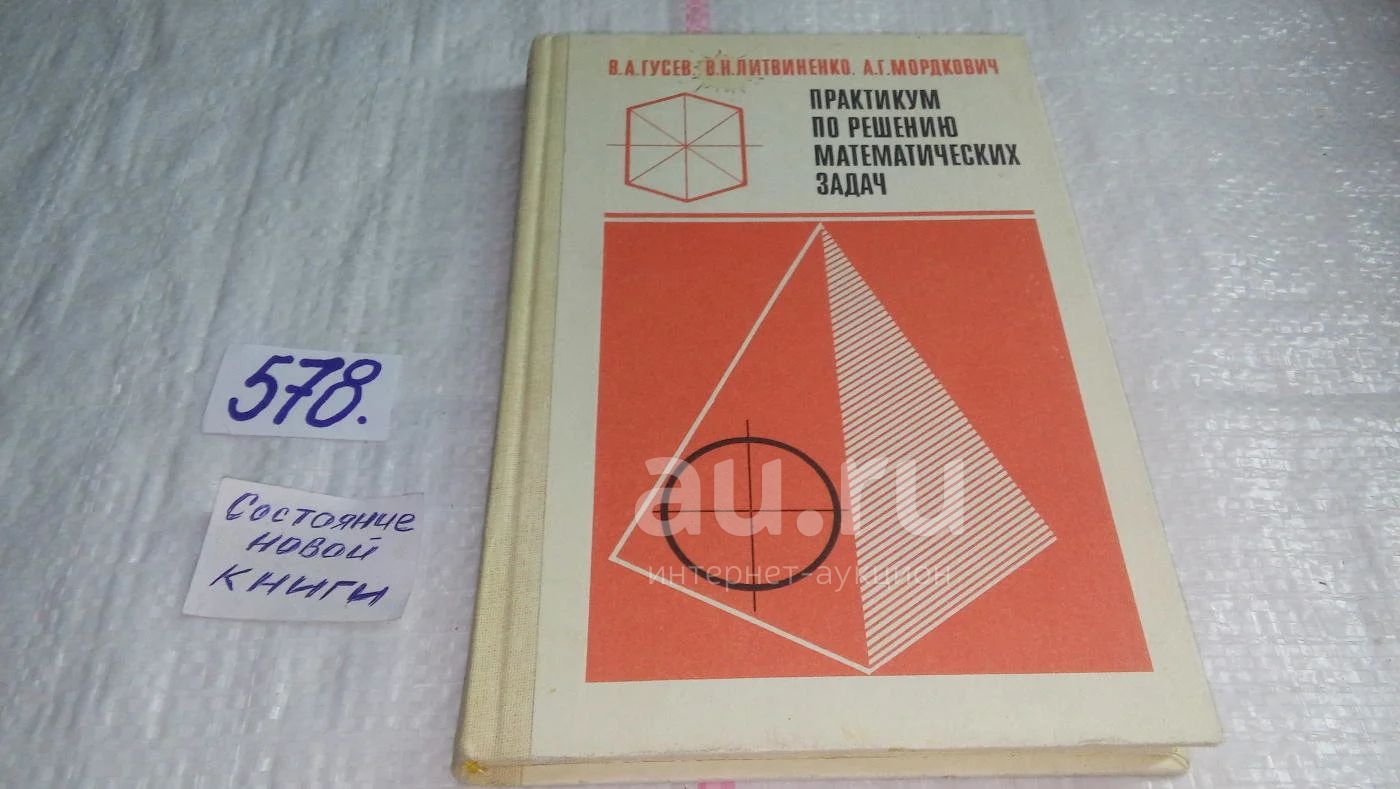 В.А.ГУСЕВ, В.Н.ЛИТВИНЕНКО, А.Г.МОРДКОВИЧ
ПРАКТИКУМ
ПО РЕШЕНИЮ
МАТЕМАТИЧЕСКИХ
ЗАДАЧ
578.
Состояние
новой
книги
au.ru
интернет-аукцион